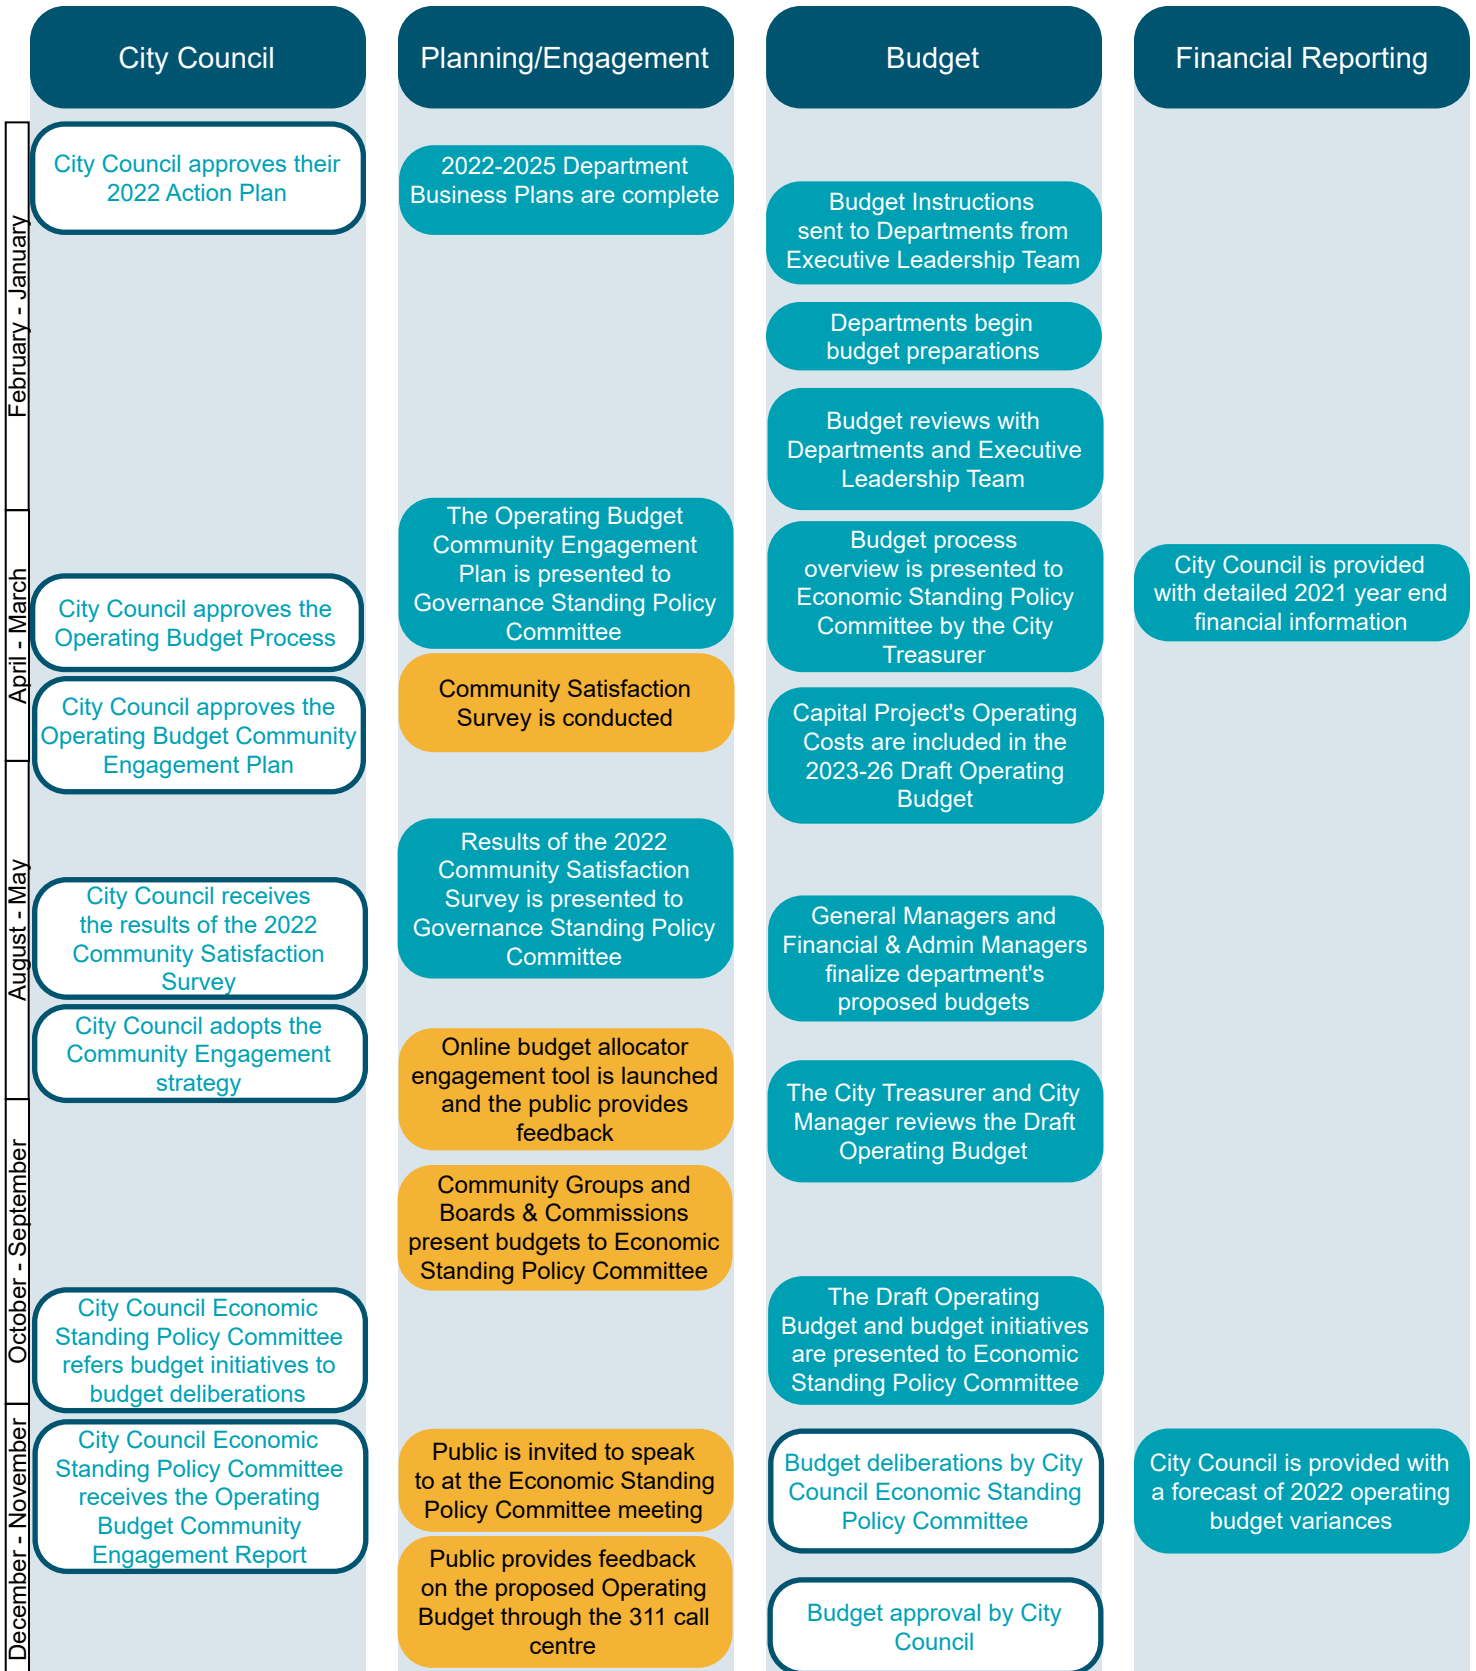 City Council
Planning/Engagement
Budget
Financial Reporting
February - January
City Council approves their
2022 Action Plan
2022-2025 Department
Business Plans are complete
Budget Instructions
sent to Departments from
Executive Leadership Team
Departments begin
budget preparations
Budget reviews with
Departments and Executive
Leadership Team
April - March
City Council approves the
Operating Budget Process
City Council approves the
Operating Budget Community
Engagement Plan
The Operating Budget
Community Engagement
Plan is presented to
Governance Standing Policy
Committee
Community Satisfaction
Survey is conducted
Budget process
overview is presented to
Economic Standing Policy
Committee by the City
Treasurer
Capital Project's Operating
Costs are included in the
2023-26 Draft Operating
Budget
City Council is provided
with detailed 2021 year end
financial information
August - May
City Council receives
the results of the 2022
Community Satisfaction
Survey
City Council adopts the
Community Engagement
strategy
Results of the 2022
Community Satisfaction
Survey is presented to
Governance Standing Policy
Committee
Online budget allocator
engagement tool is launched
and the public provides
feedback
General Managers and
Financial & Admin Managers
finalize department's
proposed budgets
The City Treasurer and City
Manager reviews the Draft
Operating Budget
October - September
City Council Economic
Standing Policy Committee
refers budget initiatives to
budget deliberations
Community Groups and
Boards & Commissions
present budgets to Economic
Standing Policy Committee
The Draft Operating
Budget and budget initiatives
are presented to Economic
Standing Policy Committee
December - November
City Council Economic
Standing Policy Committee
receives the Operating
Budget Community
Engagement Report
Public is invited to speak
to at the Economic Standing
Policy Committee meeting
Public provides feedback
on the proposed Operating
Budget through the 311 call
centre
Budget deliberations by City
Council Economic Standing
Policy Committee
Budget approval by City
Council
City Council is provided with
a forecast of 2022 operating
budget variances